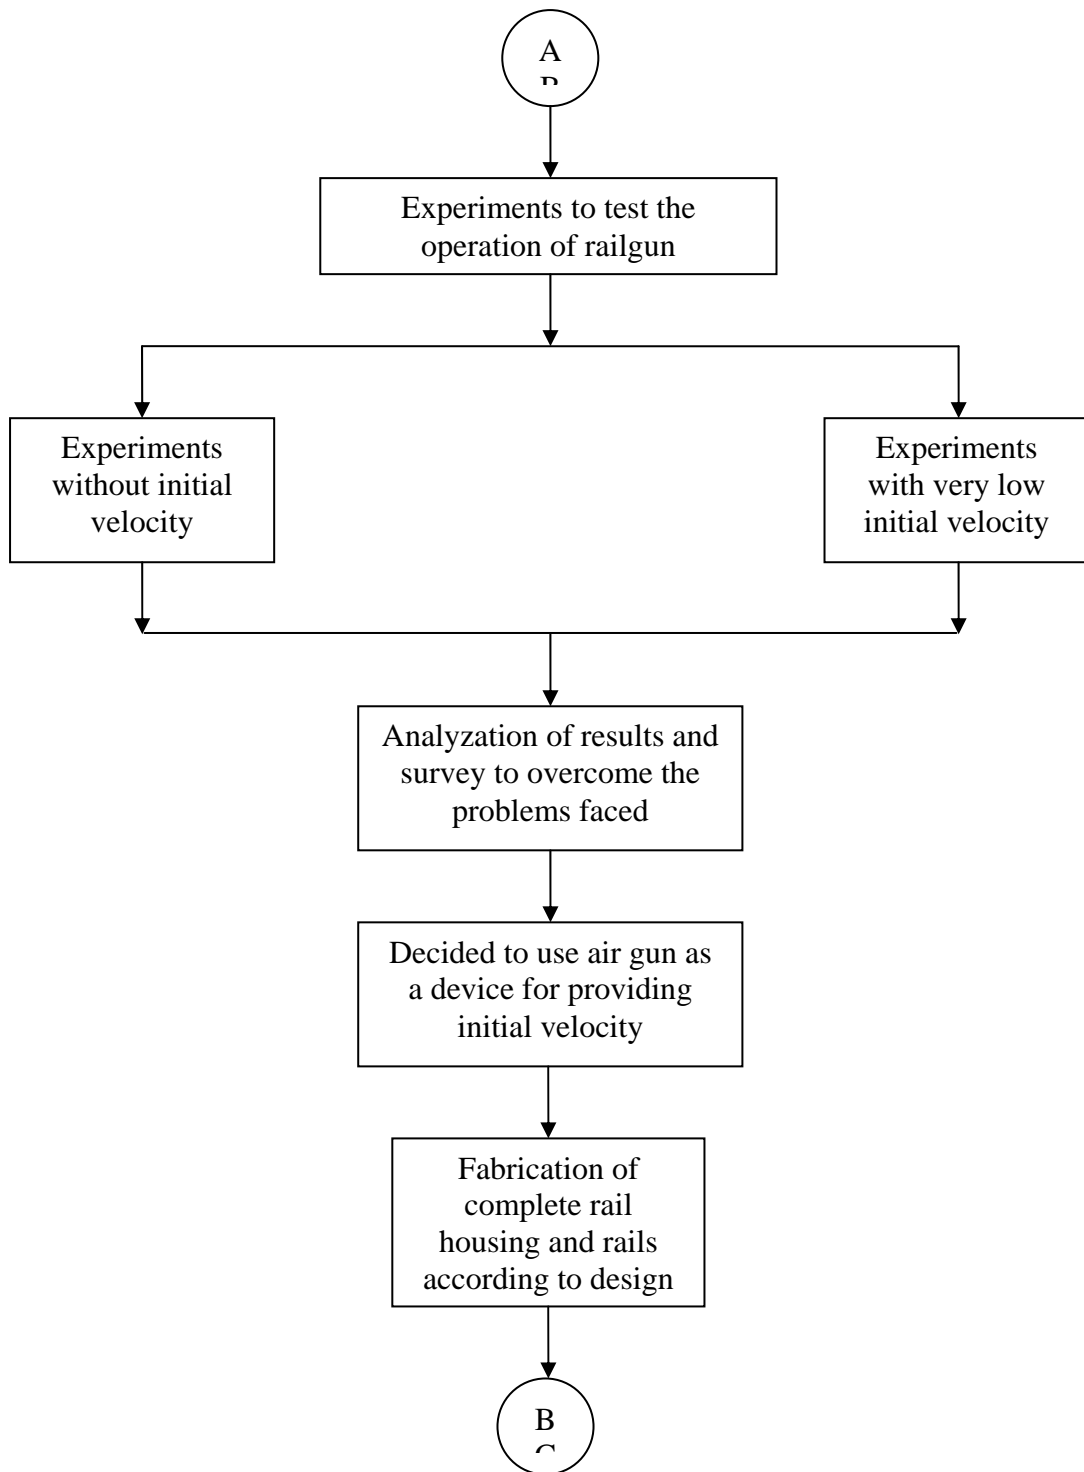 A
Experiments to test the
operation of railgun
Experiments
without initial
velocity
Experiments
with very low
initial velocity
Analyzation of results and
survey to overcome the
problems faced
Decided to use air gun as
a device for providing
initial velocity
Fabrication of
complete rail
housing and rails
according to design
B